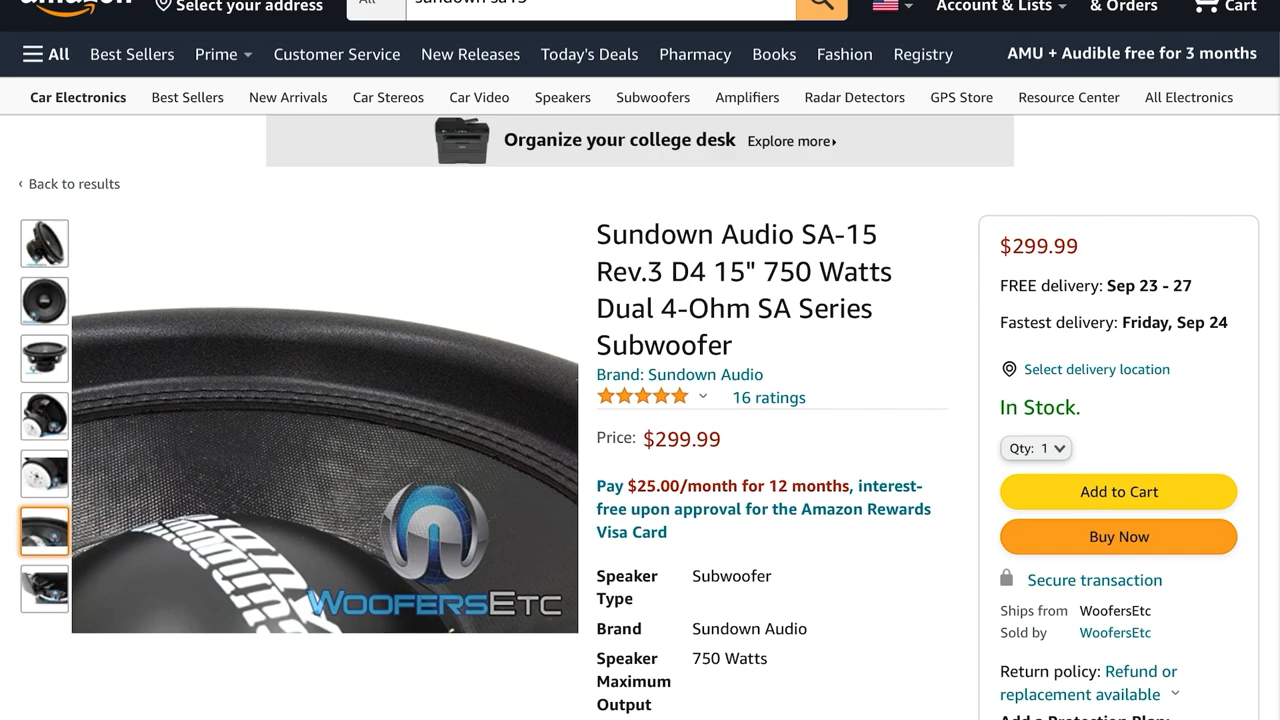 amazon
Select your address
All
sundown sa15
Account & Lists
& Orders
Cart
All Best Sellers Prime Customer Service New Releases Today's Deals Pharmacy Books Fashion Registry AMU + Audible free for 3 months
Car Electronics Best Sellers New Arrivals Car Stereos Car Video Speakers Subwoofers Amplifiers Radar Detectors GPS Store Resource Center All Electronics
Organize your college desk Explore more
‹ Back to results
WOOFERSETC
Sundown Audio SA-15
Rev.3 D4 15" 750 Watts
Dual 4-Ohm SA Series
Subwoofer
Brand: Sundown Audio
16 ratings
Price: $299.99
Pay $25.00/month for 12 months, interest-
free upon approval for the Amazon Rewards
Visa Card
Speaker Subwoofer
Type
Brand Sundown Audio
Speaker 750 Watts
Maximum
Output
$299.99
FREE delivery: Sep 23 - 27
Fastest delivery: Friday, Sep 24
Select delivery location
In Stock.
Qty: 1
Add to Cart
Buy Now
Secure transaction
Ships from WoofersEtc
Sold by WoofersEtc
Return policy: Refund or
replacement available
Add a Protection Plan: